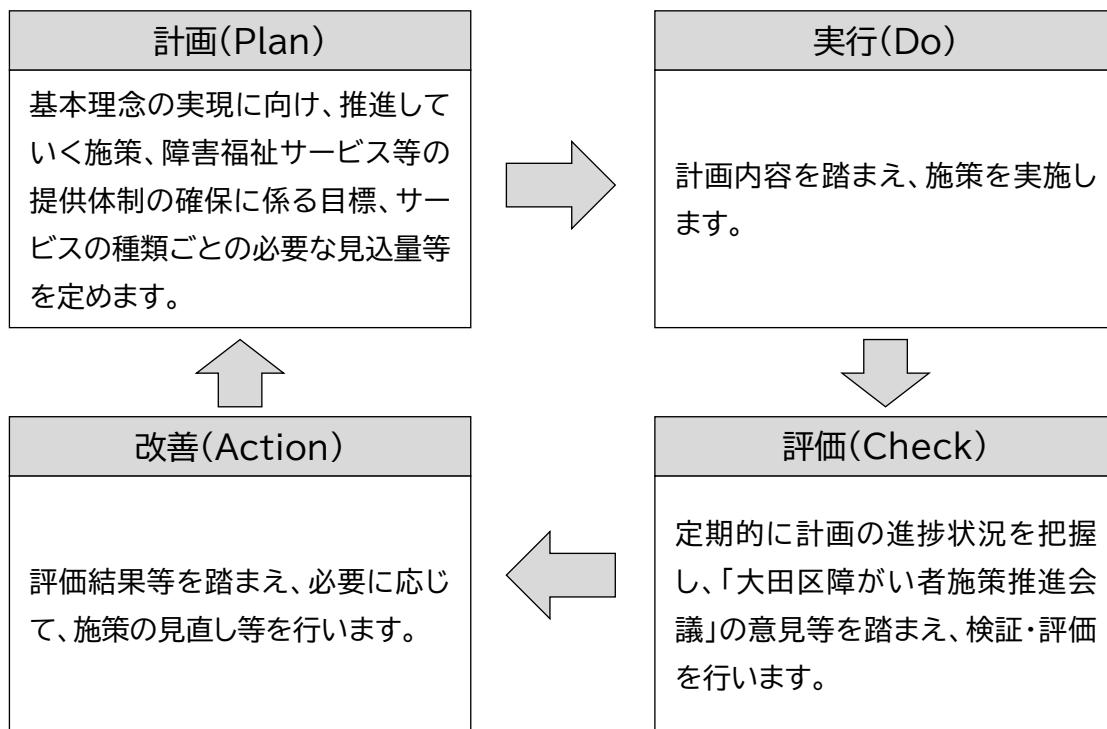 計画(Plan)
基本理念の実現に向け、推進して
いく施策、障害福祉サービス等の
提供体制の確保に係る目標、サー
ビスの種類ごとの必要な見込量等
を定めます。
実行(Do)
計画内容を踏まえ、施策を実施し
ます。
評価(Check)
定期的に計画の進捗状況を把握
し、「大田区障がい者施策推進会
議」の意見等を踏まえ、検証・評価
を行います。
改善(Action)
評価結果等を踏まえ、必要に応じ
て、施策の見直し等を行います。